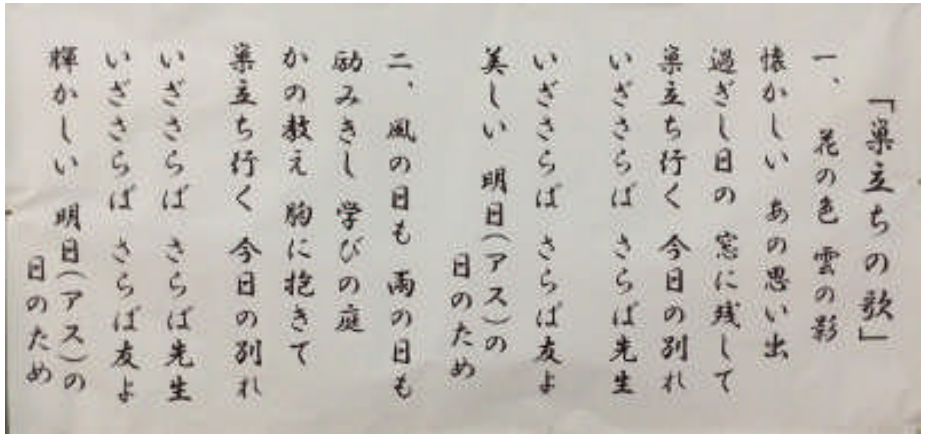 「巣立ちの歌」
一、 花の色 雲の影
懐かしい あの思い出
過ぎし日の 窓に残して
巣立ち行く 今日の別れ
いざさらば さらば先生
いざさらば さらば友よ
美しい 明日(アス)の
日のため
二、 風の日も 雨の日も
励みきし 学びの庭
かの教え 胸に抱きて
巣立ち行く 今日の別れ
いざさらば さらば先生
いざさらば さらば友よ
輝かしい 明日(アス)の
日のため